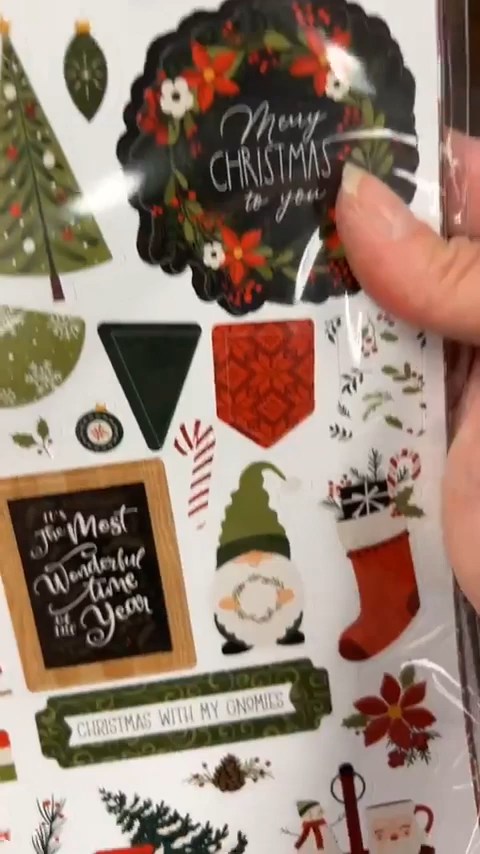 Merry
CHRISTMAS
to you
IT'S
the Most
Wonderful
time
OF THE
Year
CHRISTMAS WITH MY GNOMIES